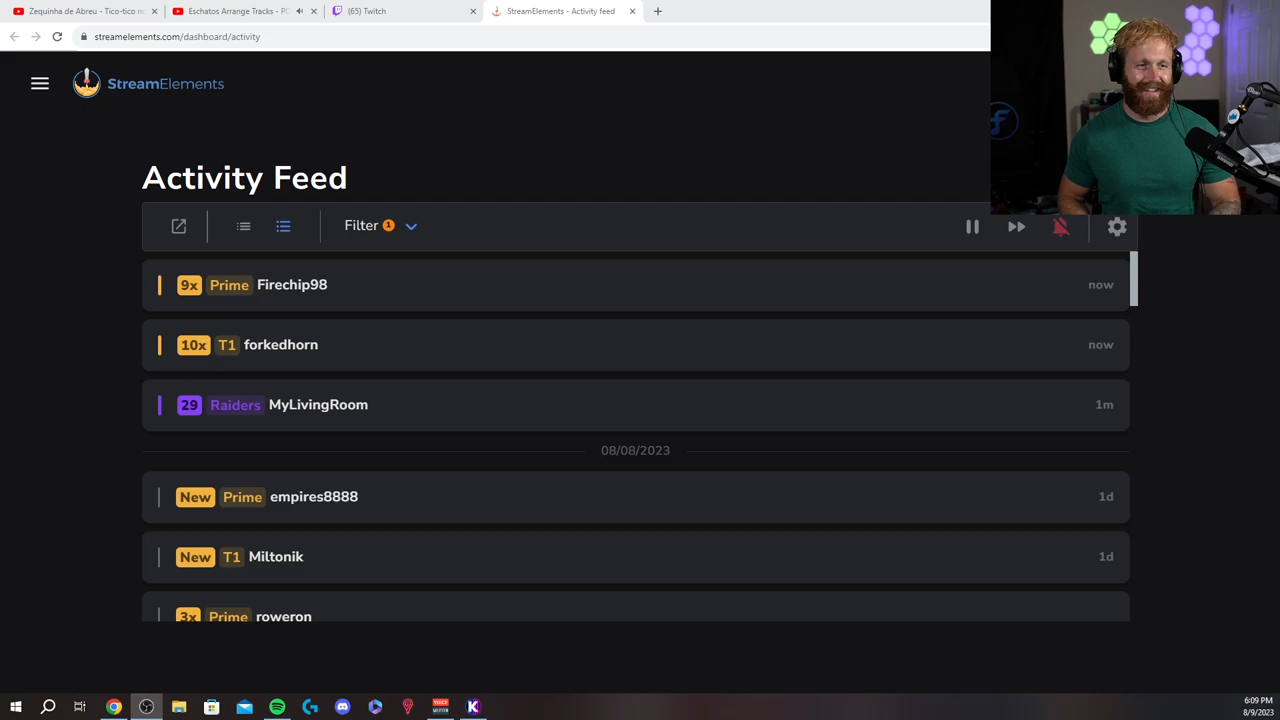 Zequinha de Abreu - Tico-tico n
Eschatos Arrange Tracks - PC
(65) Twitch
StreamElements - Activity feed
streamelements.com/dashboard/activity
StreamElements
Activity Feed
Filter 1
9x Prime Firechip98 now
10x T1 forkedhorn now
29 Raiders MyLivingRoom 1m
08/08/2023
New Prime empires8888 1d
New T1 Miltonik 1d
3x Prime roweron
6:09 PM
8/9/2023